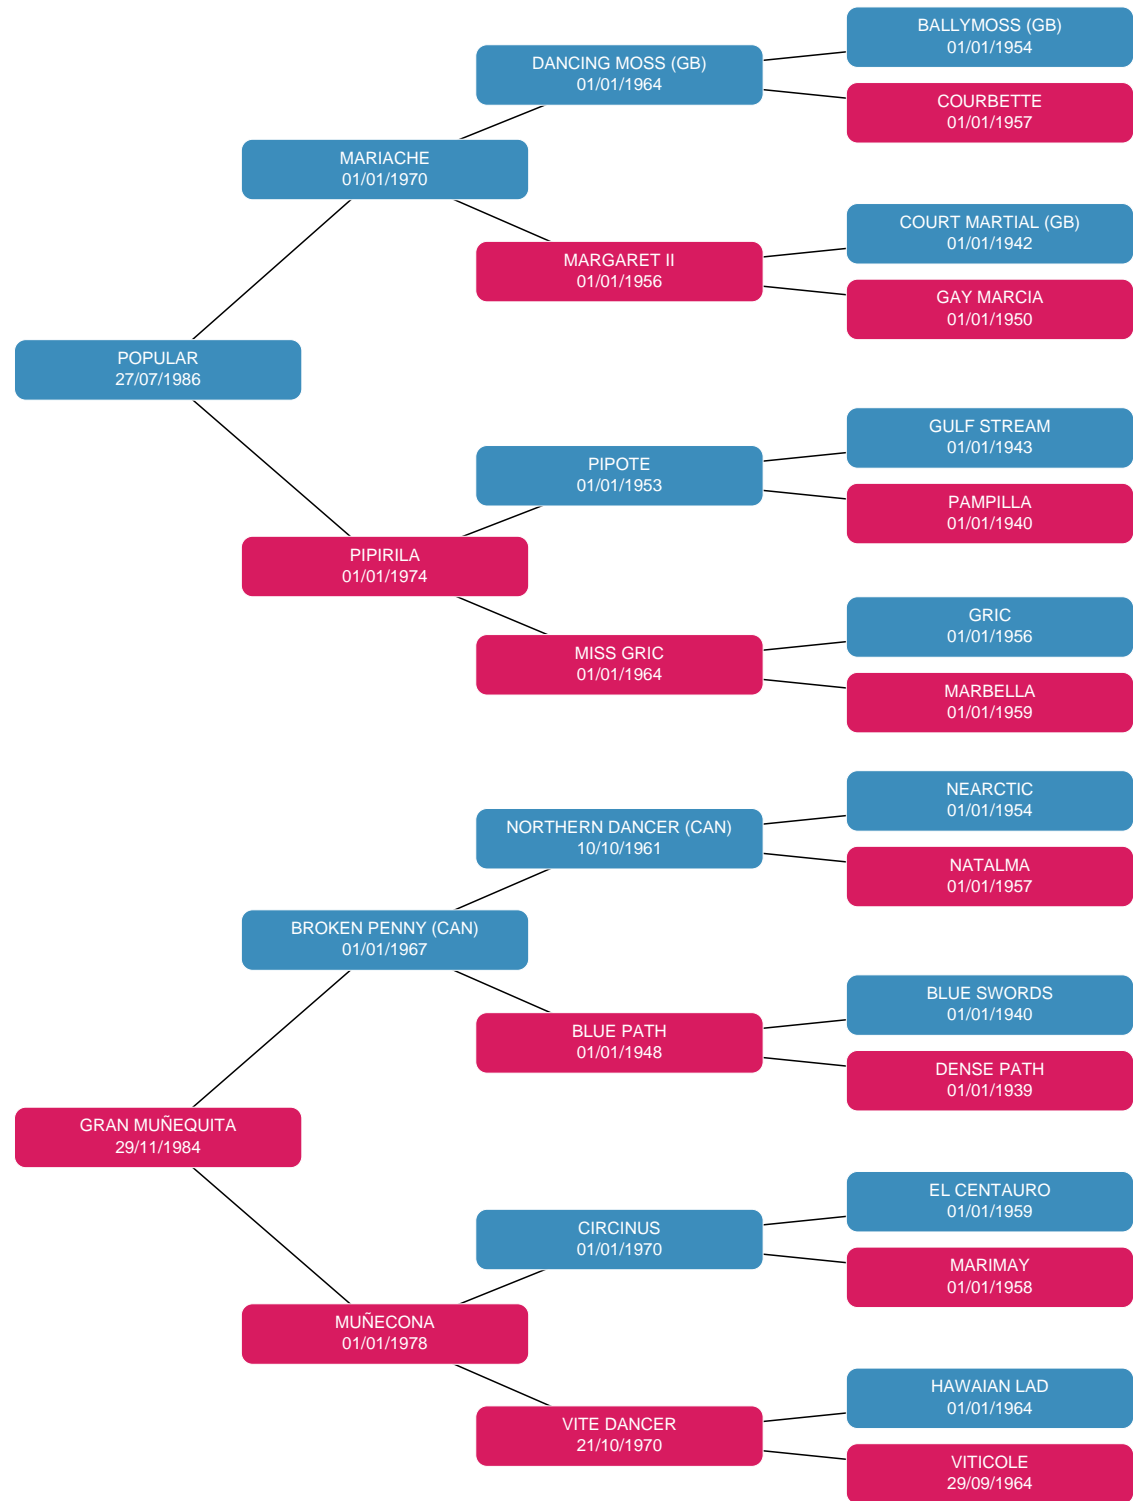 BALLYMOSS (GB)
01/01/1954
DANCING MOSS (GB)
01/01/1964
COURBETTE
01/01/1957
MARIACHE
01/01/1970
COURT MARTIAL (GB)
01/01/1942
MARGARET II
01/01/1956
GAY MARCIA
01/01/1950
POPULAR
27/07/1986
GULF STREAM
01/01/1943
PIPOTE
01/01/1953
PAMPILLA
01/01/1940
PIPIRILA
01/01/1974
GRIC
01/01/1956
MISS GRIC
01/01/1964
MARBELLA
01/01/1959
NEARCTIC
01/01/1954
NORTHERN DANCER (CAN)
10/10/1961
NATALMA
01/01/1957
BROKEN PENNY (CAN)
01/01/1967
BLUE SWORDS
01/01/1940
BLUE PATH
01/01/1948
DENSE PATH
01/01/1939
GRAN MUÑEQUITA
29/11/1984
EL CENTAURO
01/01/1959
CIRCINUS
01/01/1970
MARIMAY
01/01/1958
MUÑECONA
01/01/1978
HAWAIAN LAD
01/01/1964
VITE DANCER
21/10/1970
VITICOLE
29/09/1964